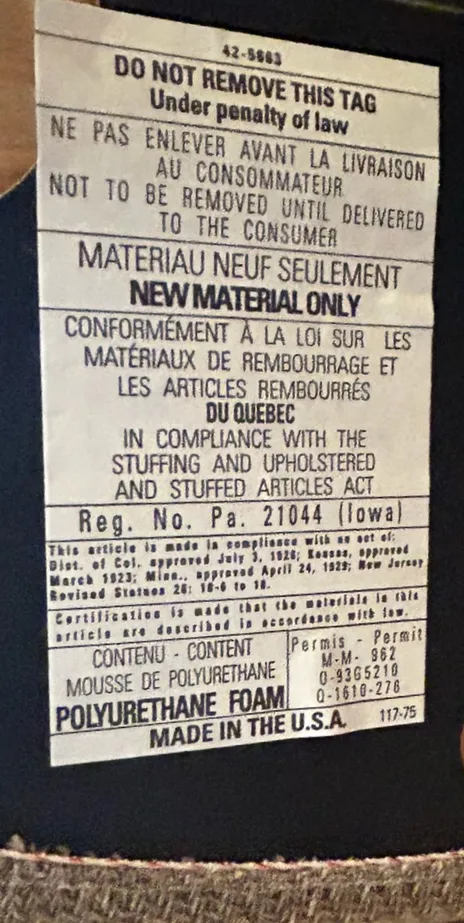 42-5663
DO NOT REMOVE THIS TAG
Under penalty of law
NE PAS ENLEVER AVANT LA LIVRAISON
AU CONSOMMATEUR
NOT TO BE REMOVED UNTIL DELIVERED
TO THE CONSUMER
MATERIAU NEUF SEULEMENT
NEW MATERIAL ONLY
CONFORMÉMENT À LA LOI SUR LES
MATÉRIAUX DE REMBOURRAGE ET
LES ARTICLES REMBOURRÉS
DU QUEBEC
IN COMPLIANCE WITH THE
STUFFING AND UPHOLSTERED
AND STUFFED ARTICLES ACT
Reg. No. Pa. 21044 (Iowa)
This article is made in compliance with an act of:
Dist. of Col. approved July 3, 1926; Kansas, approved
March 1923; Minn., approved April 24, 1929; New Jersey
Revised Statues 26: 10-6 to 18.
Certification is made that the materials in this
article are described in accordance with law.
CONTENU - CONTENT
MOUSSE DE POLYURETHANE
POLYURETHANE FOAM
Permis - Permit
M-M- 962
0-93G5210
Q-1610-276
MADE IN THE U.S.A.
117-75